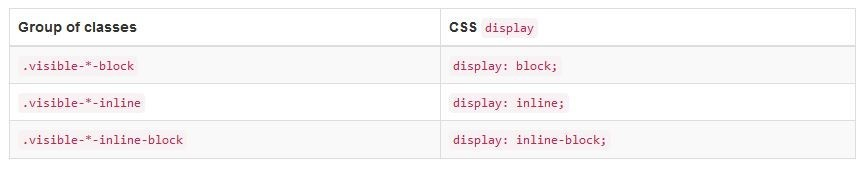 Group of classes CSS display
.visible-*-block display: block;
.visible-*-inline display: inline;
.visible-*-inline-block display: inline-block;